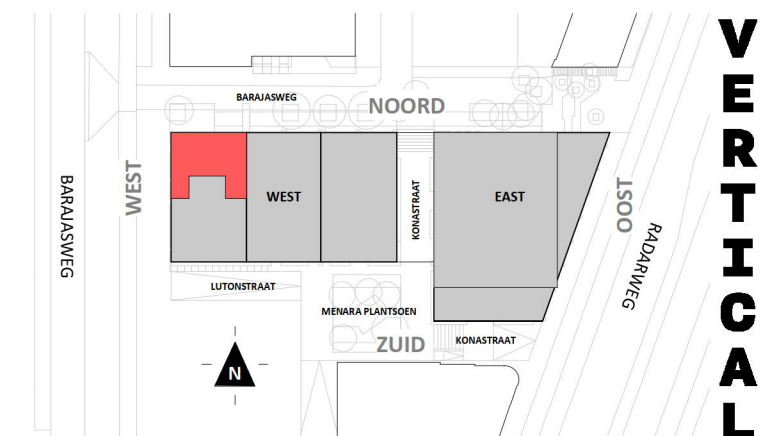 BARAJASWEG
NOORD
WEST
BARAJASWEG
WEST
KONASTRAAT
EAST
OOST
RADARWEG
LUTONSTRAAT
MENARA PLANTSOEN
ZUID
KONASTRAAT
N
VERTICAL